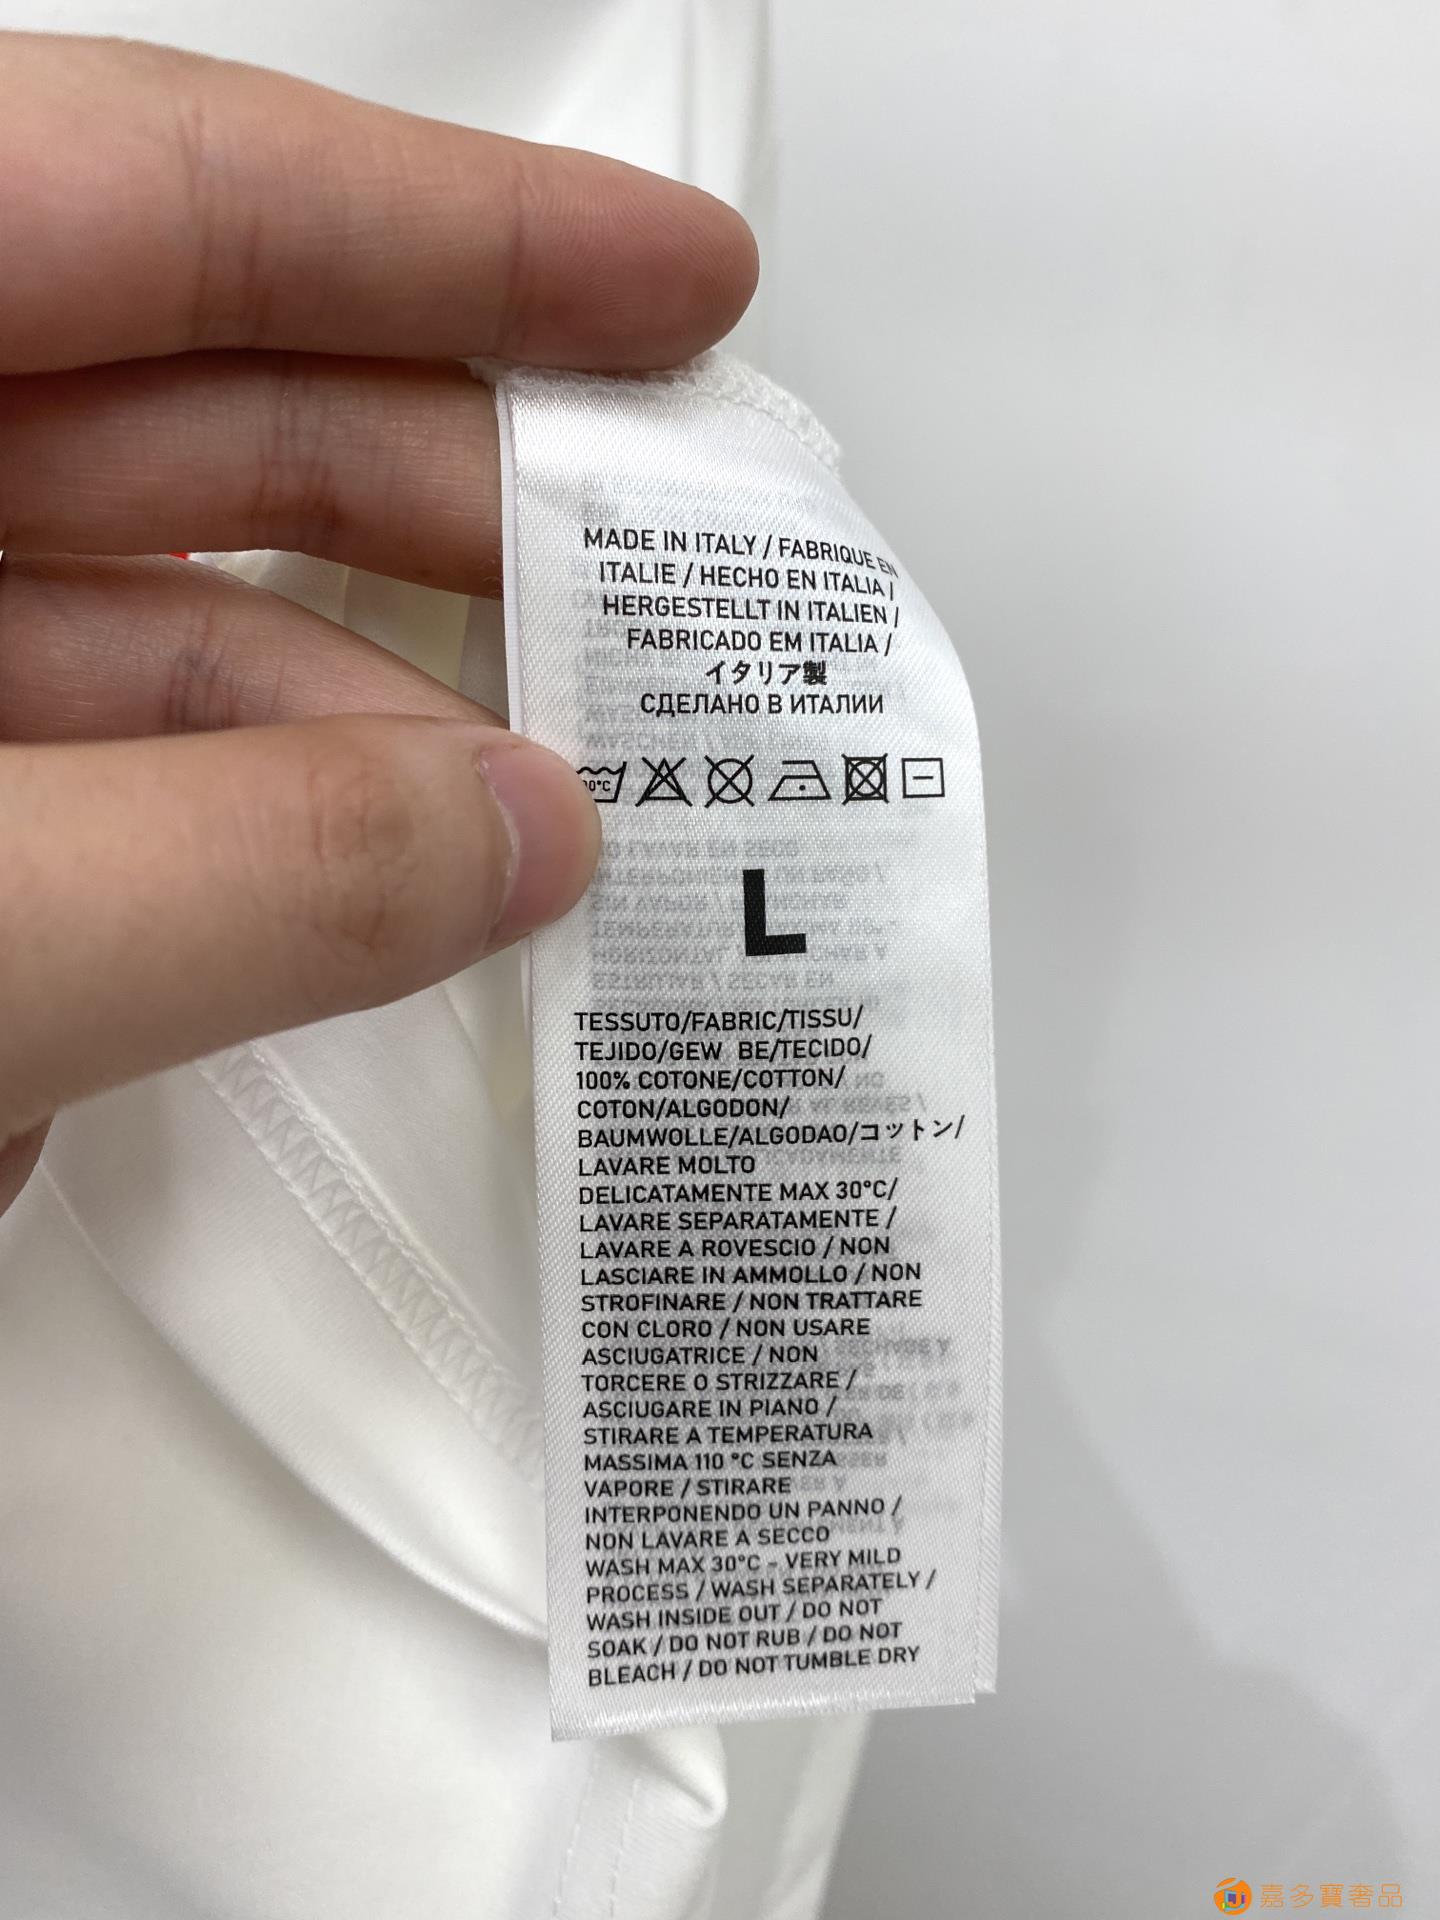 MADE IN ITALY / FABRIQUE EN
ITALIE / HECHO EN ITALIA /
HERGESTELLT IN ITALIEN /
FABRICADO EM ITALIA /
イタリア製
СДЕЛАНО В ИТАЛИИ
L
TESSUTO/FABRIC/TISSU/
TEJIDO/GEW BE/TECIDO/
100% COTONE/COTTON/
COTON/ALGODON/
BAUMWOLLE/ALGODAO/コットン/
LAVARE MOLTO
DELICATAMENTE MAX 30°C/
LAVARE SEPARATAMENTE /
LAVARE A ROVESCIO / NON
LASCIARE IN AMMOLLO / NON
STROFINARE / NON TRATTARE
CON CLORO / NON USARE
ASCIUGATRICE / NON
TORCERE O STRIZZARE /
ASCIUGARE IN PIANO /
STIRARE A TEMPERATURA
MASSIMA 110 °C SENZA
VAPORE / STIRARE
INTERPONENDO UN PANNO /
NON LAVARE A SECCO
WASH MAX 30°C - VERY MILD
PROCESS / WASH SEPARATELY /
WASH INSIDE OUT / DO NOT
SOAK / DO NOT RUB / DO NOT
BLEACH / DO NOT TUMBLE DRY
嘉多寶奢品